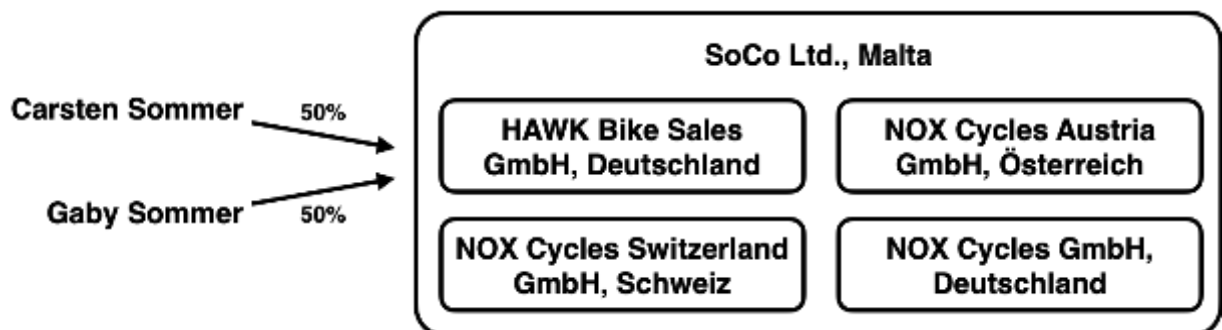 SoCo Ltd., Malta
Carsten Sommer
50%
Gaby Sommer
50%
HAWK Bike Sales
GmbH, Deutschland
NOX Cycles Austria
GmbH, Österreich
NOX Cycles Switzerland
GmbH, Schweiz
NOX Cycles GmbH,
Deutschland